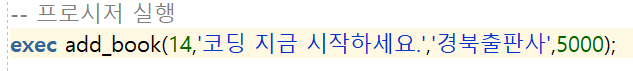 -- 프로시저 실행
exec add_book(14,'코딩 지금 시작하세요.','경북출판사',5000);